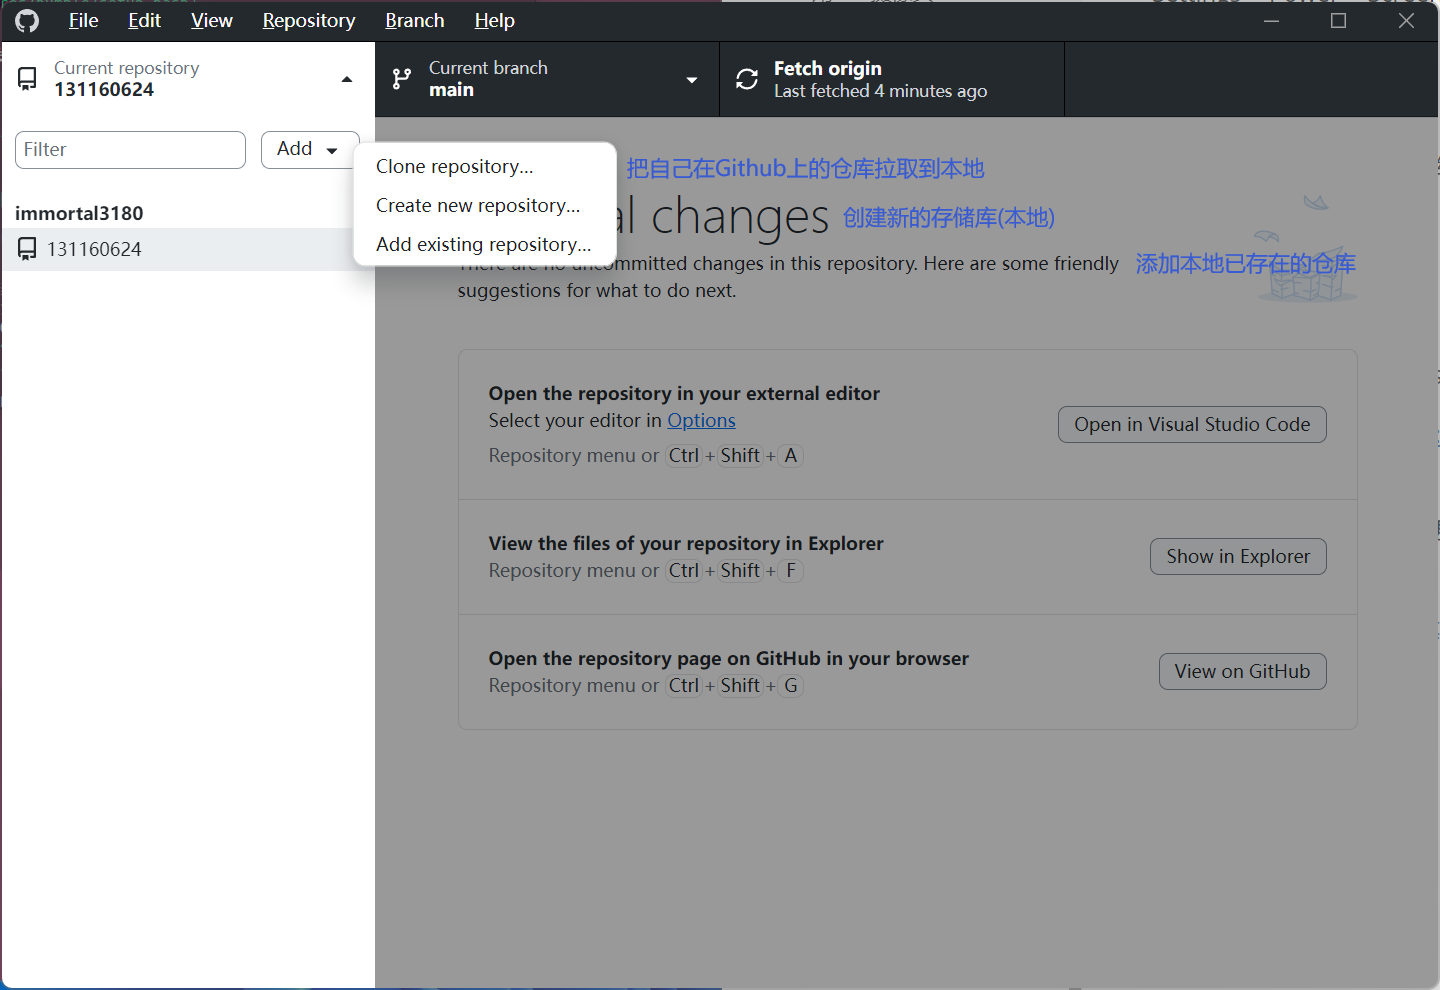 File Edit View Repository Branch Help
Current repository
131160624
Current branch
main
Fetch origin
Last fetched 4 minutes ago
Filter
Add
Clone repository...
把自己在Github上的仓库拉取到本地
Create new repository...
al changes
创建新的存储库(本地)
Add existing repository...
添加本地已存在的仓库
immortal3180
131160624
There are no uncommitted changes in this repository. Here are some friendly
suggestions for what to do next.
Open the repository in your external editor
Select your editor in Options
Repository menu or Ctrl + Shift + A
Open in Visual Studio Code
View the files of your repository in Explorer
Repository menu or Ctrl + Shift + F
Show in Explorer
Open the repository page on GitHub in your browser
Repository menu or Ctrl + Shift + G
View on GitHub